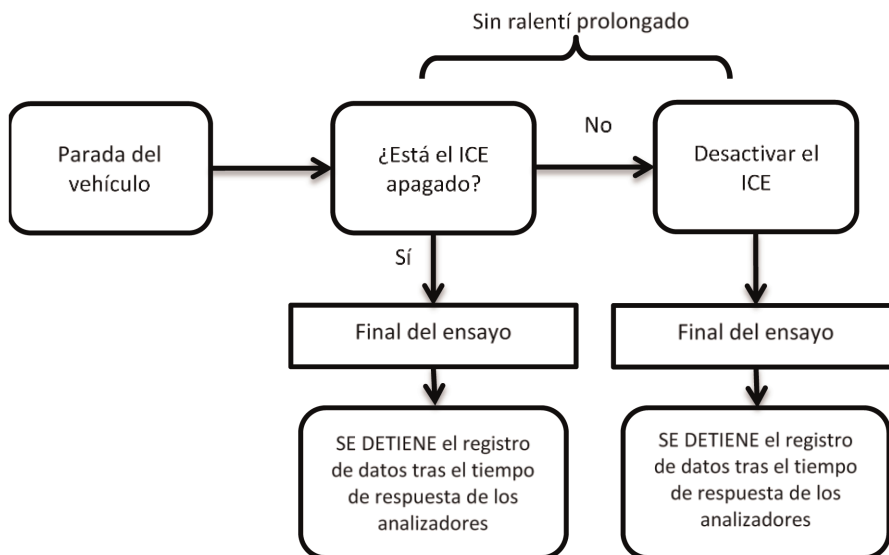 Sin ralentí prolongado
Parada del
vehículo
¿Está el ICE
apagado?
No
Desactivar el
ICE
Sí
Final del ensayo
Final del ensayo
SE DETIENE el registro
de datos tras el tiempo
de respuesta de los
analizadores
SE DETIENE el registro
de datos tras el tiempo
de respuesta de los
analizadores